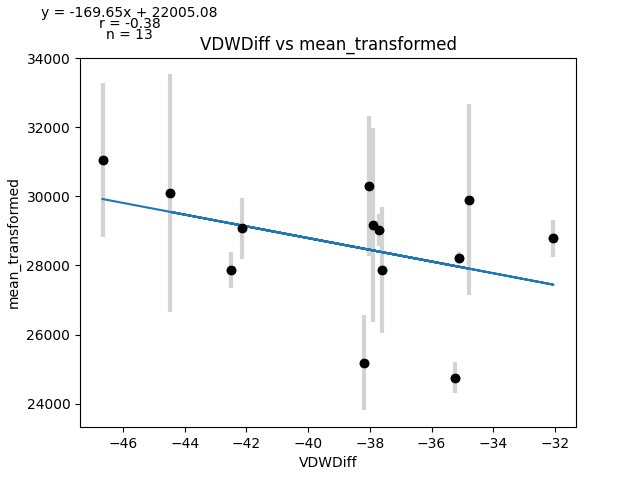 y = -169.65x + 22005.08
r = -0.38
n = 13
VDWDiff vs mean_transformed
34000
32000
30000
28000
26000
24000
mean_transformed
−46
−44
−42
−40
−38
−36
−34
−32
VDWDiff